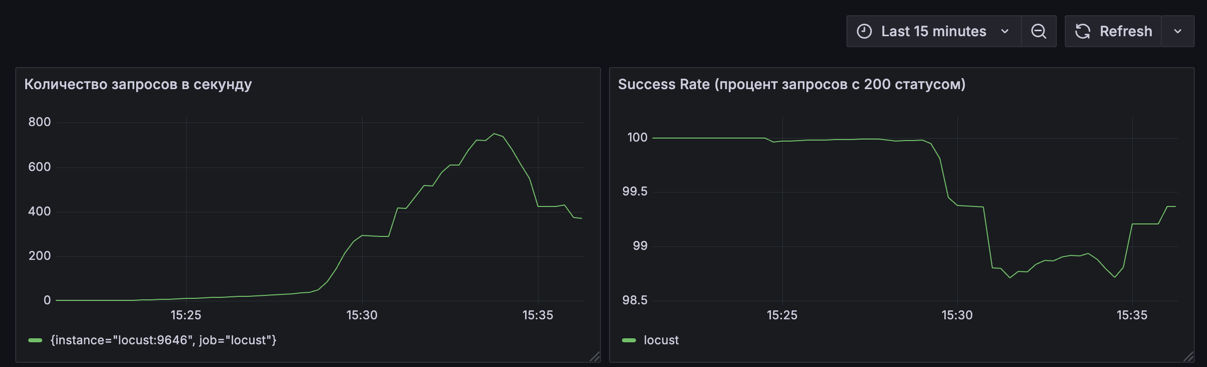 Last 15 minutes
Refresh
Количество запросов в секунду
800
600
400
200
0
15:25 15:30 15:35
{instance="locust:9646", job="locust"}
Success Rate (процент запросов с 200 статусом)
100
99.5
99
98.5
15:25 15:30 15:35
locust